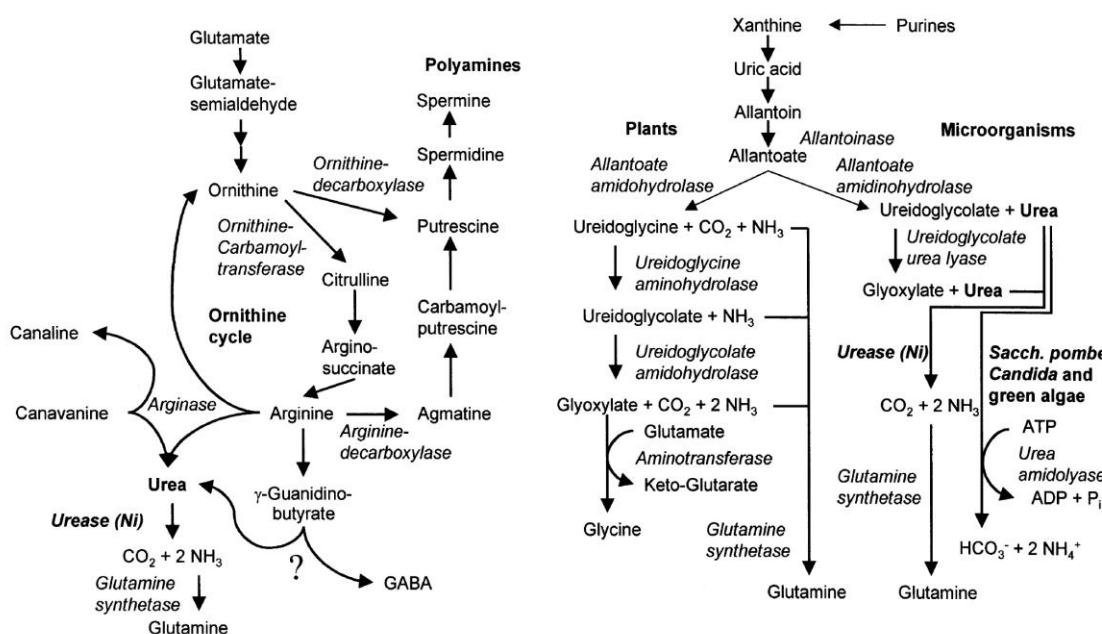 Glutamate
Glutamate-
semialdehyde
Polyamines
Spermine
Spermidine
Ornithine-
decarboxylase
Ornithine
Putrescine
Ornithine-
Carbamoyl-
transferase
Citrulline
Ornithine
cycle
Carbamoyl-
putrescine
Canaline
Argino-
succinate
Canavanine
Arginase
Arginine
Agmatine
Arginine-
decarboxylase
Urea
γ-Guanidino-
butyrate
Urease (Ni)
CO₂ + 2 NH₃
?
GABA
Glutamine
synthetase
Glutamine
Xanthine
Purines
Uric acid
Allantoin
Plants
Microorganisms
Allantoinase
Allantoate
Allantoate
amidohydrolase
Allantoate
amidinohydrolase
Ureidoglycine + CO₂ + NH₃
Ureidoglycolate + Urea
Ureidoglycine
aminohydrolase
Ureidoglycolate
urea lyase
Glyoxylate + Urea
Ureidoglycolate + NH₃
Ureidoglycolate
amidohydrolase
Urease (Ni)
Sacch. pombe
Candida and
green algae
Glyoxylate + CO₂ + 2 NH₃
CO₂ + 2 NH₃
Glutamate
Aminotransferase
Keto-Glutarate
ATP
Urea
amidolyase
ADP + Pᵢ
Glutamine
synthetase
Glycine
Glutamine
synthetase
HCO₃⁻ + 2 NH₄⁺
Glutamine
Glutamine